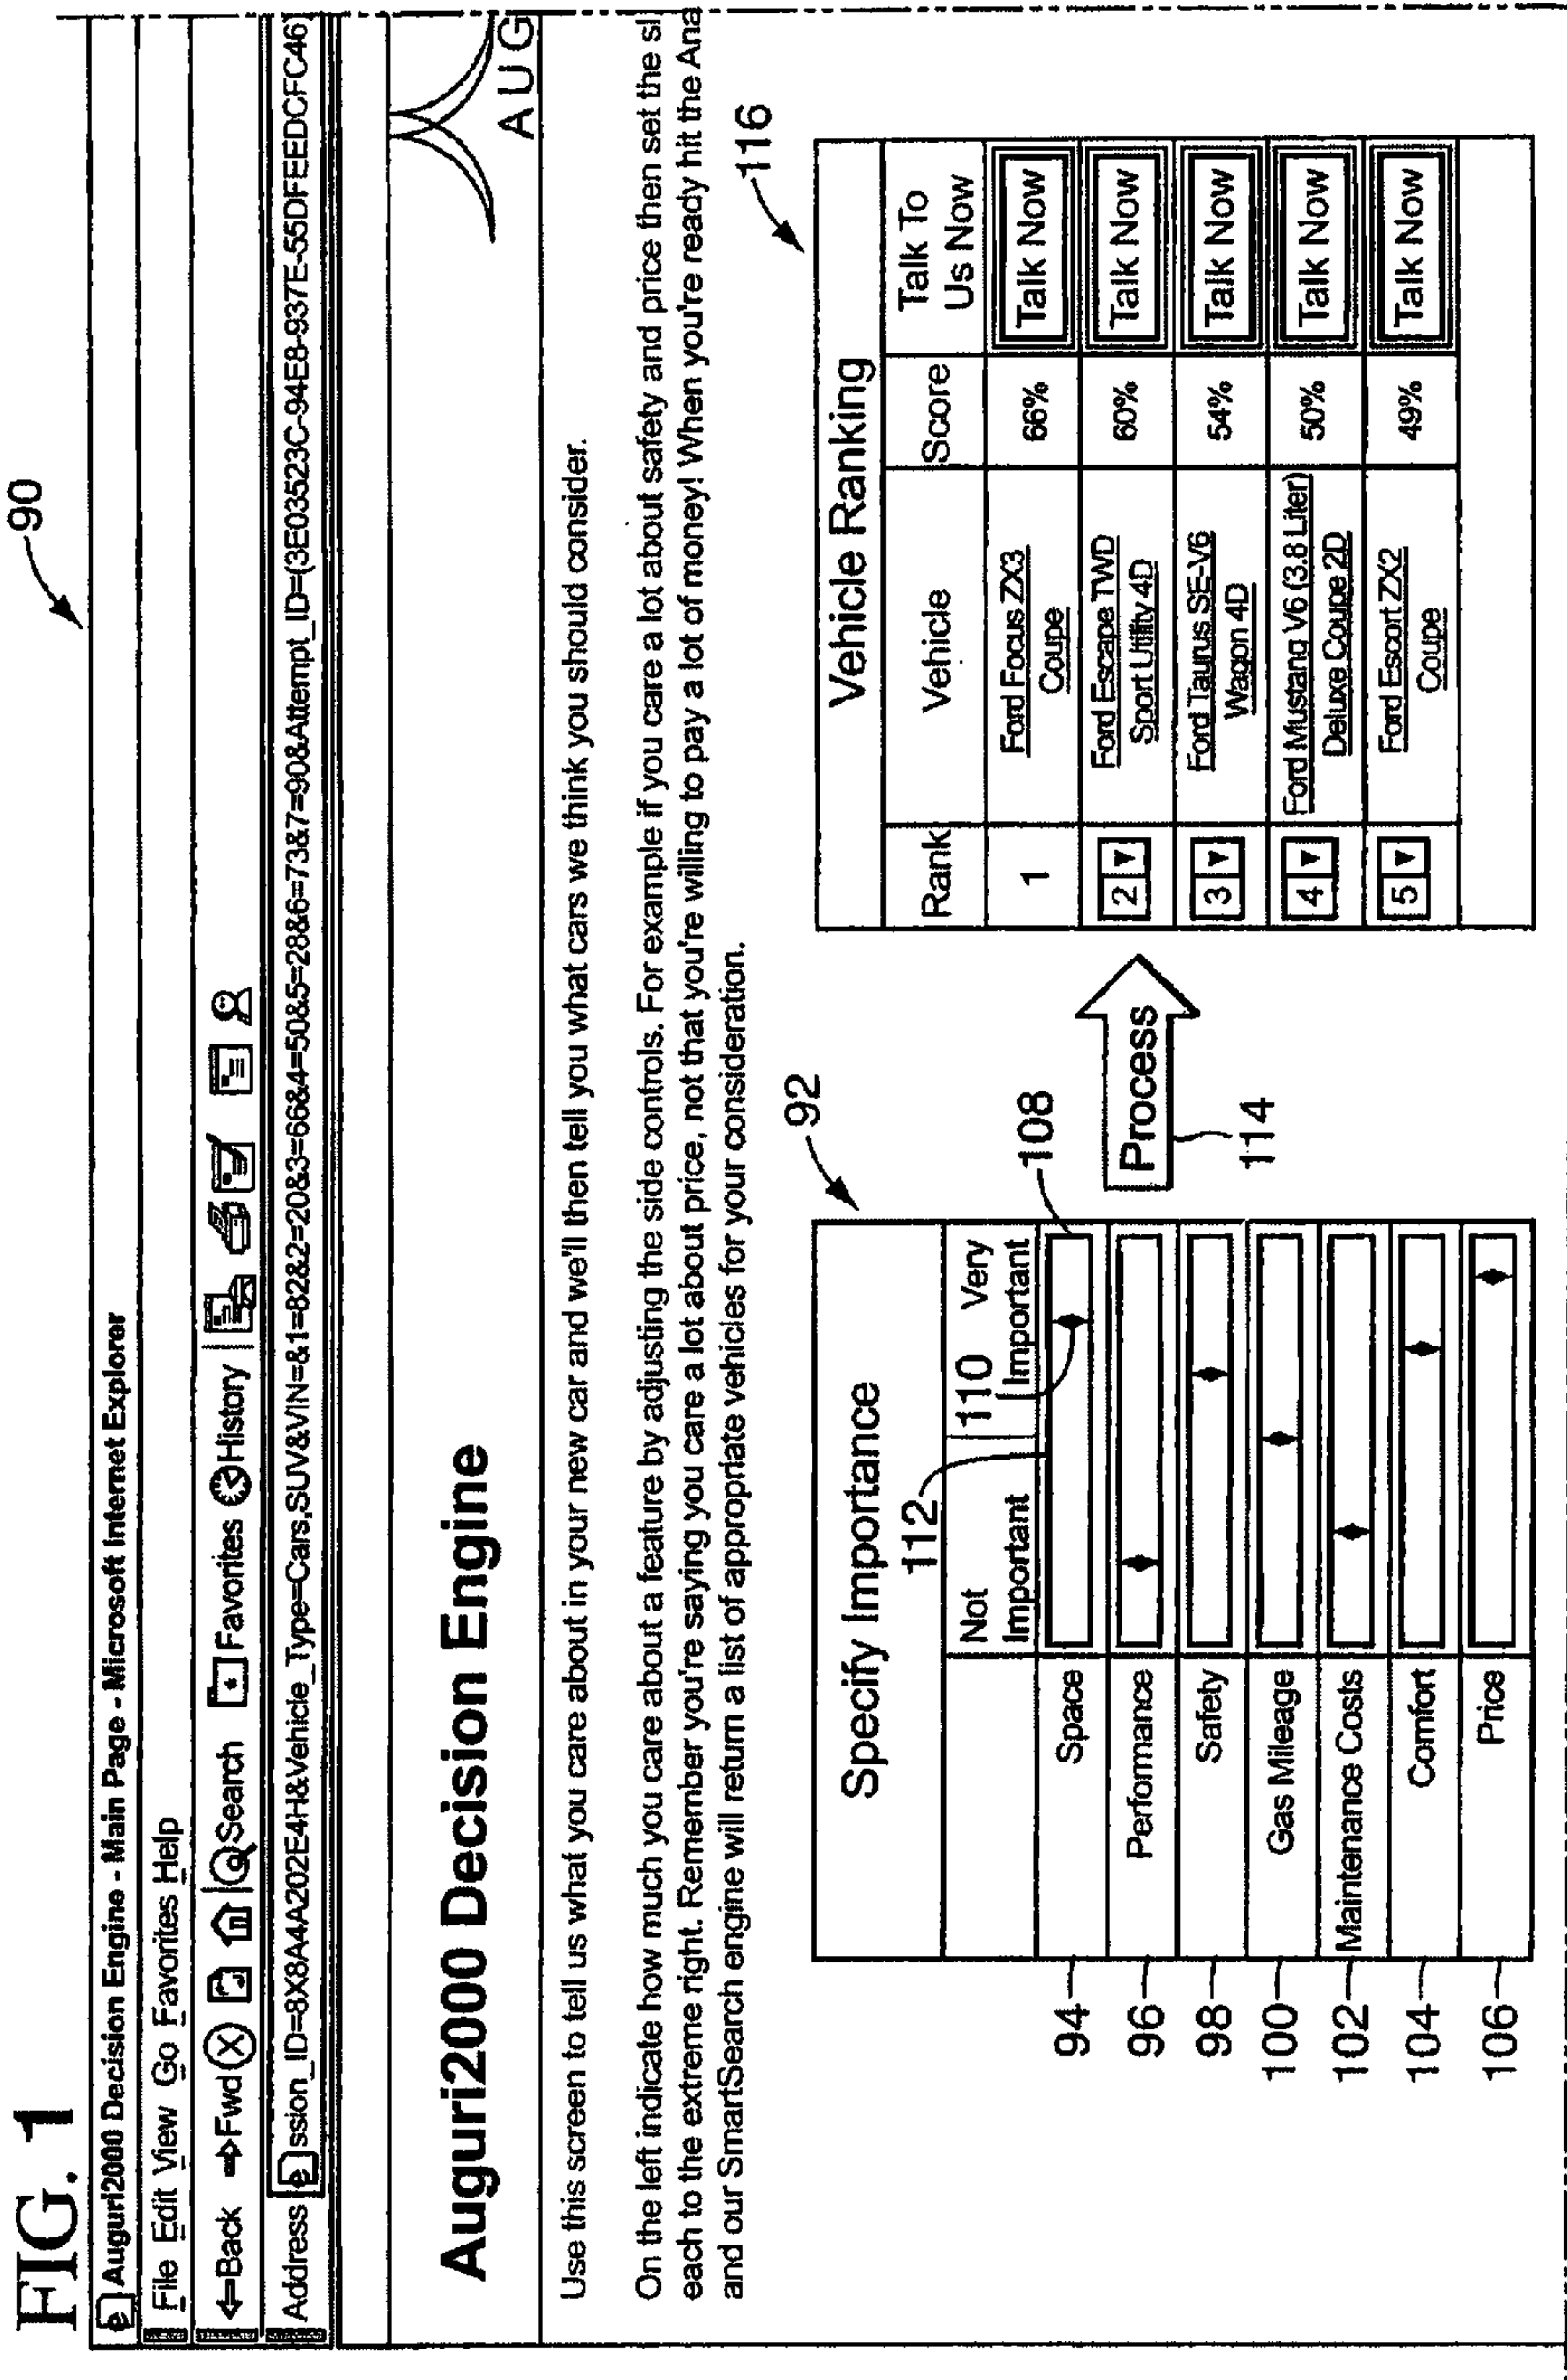 FIG. 1
90
Auguri2000 Decision Engine - Main Page - Microsoft Internet Explorer
File Edit View Go Favorites Help
Back Fwd Search Favorites History
Address ssion_ID=8X8A4A202E4H&Vehicle_Type=Cars,SUV&VIN=&1=82&2=20&3=66&4=50&5=28&6=73&7=90&Attempt_ID=(3E03523C-94E8-937E-55DFEEDCFC46)
Auguri2000 Decision Engine
AUG
Use this screen to tell us what you care about in your new car and we'll then tell you what cars we think you should consider.
On the left indicate how much you care about a feature by adjusting the side controls. For example if you care a lot about safety and price then set the sl
each to the extreme right. Remember you're saying you care a lot about price, not that you're willing to pay a lot of money! When you're ready hit the Ana
and our SmartSearch engine will return a list of appropriate vehicles for your consideration.
92
Specify Importance
112
110
108
Not Important
Very Important
94 Space
96 Performance
98 Safety
100 Gas Mileage
102 Maintenance Costs
104 Comfort
106 Price
Process
114
116
Vehicle Ranking
Rank Vehicle Score Talk To Us Now
1 Ford Focus ZX3 Coupe 66% Talk Now
2 Ford Escape TWD Sport Utility 4D 60% Talk Now
3 Ford Taurus SE-V6 Wagon 4D 54% Talk Now
4 Ford Mustang V6 (3.8 Liter) Deluxe Coupe 2D 50% Talk Now
5 Ford Escort ZX2 Coupe 49% Talk Now